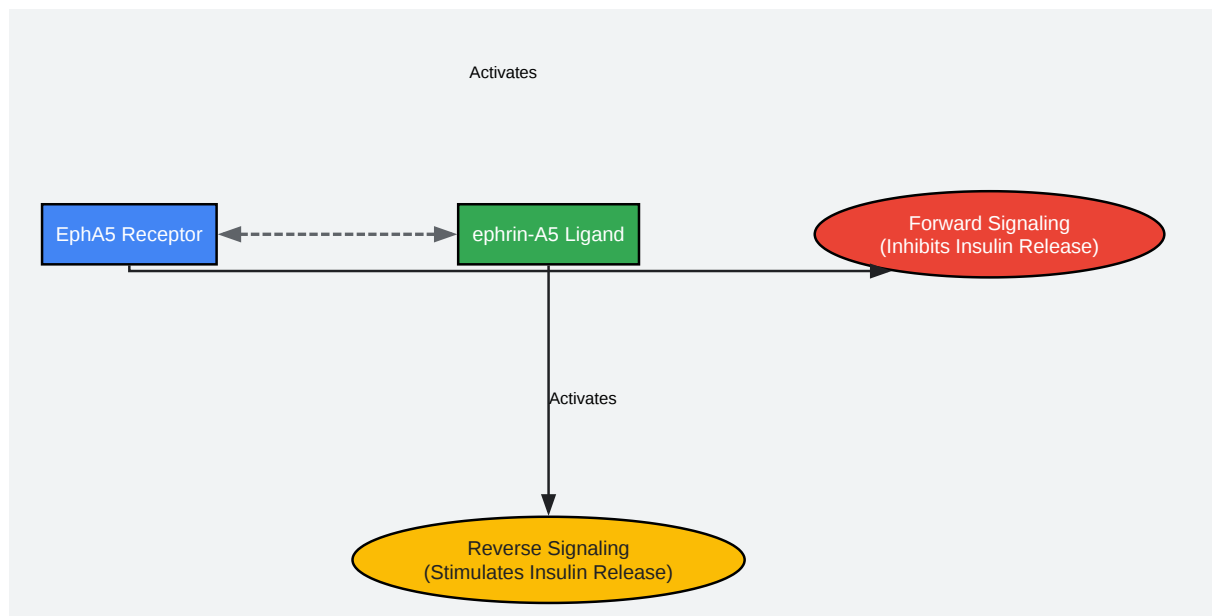 Activates
EphA5 Receptor
ephrin-A5 Ligand
Forward Signaling
(Inhibits Insulin Release)
Activates
Reverse Signaling
(Stimulates Insulin Release)